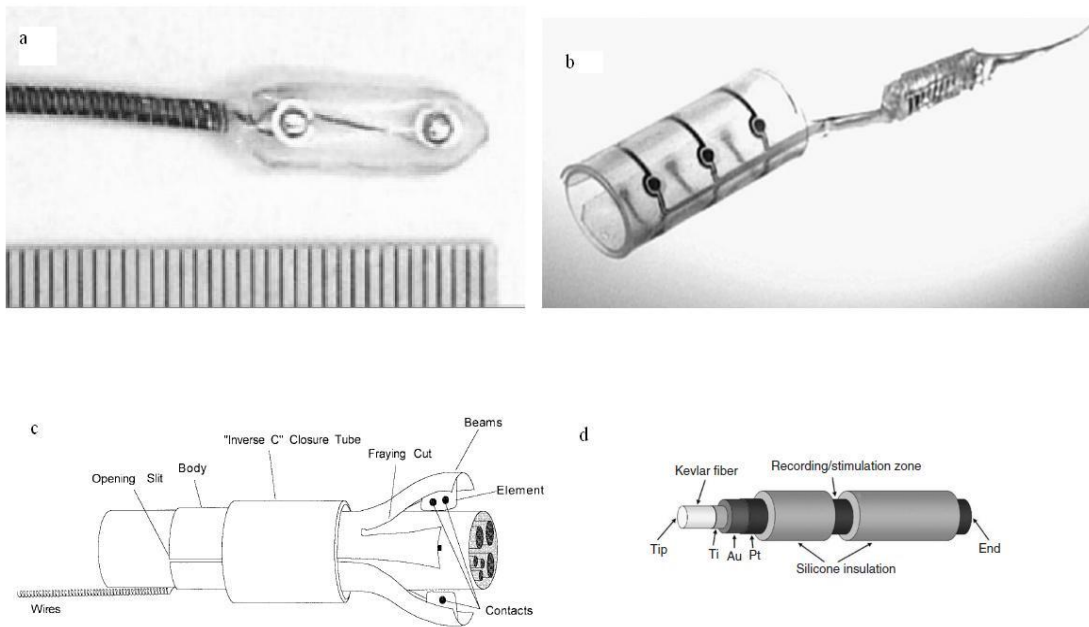 a
b
c
"Inverse C" Closure Tube
Beams
Fraying Cut
Opening Slit
Body
Element
Wires
Contacts
d
Kevlar fiber
Recording/stimulation zone
Tip
Ti
Au
Pt
End
Silicone insulation